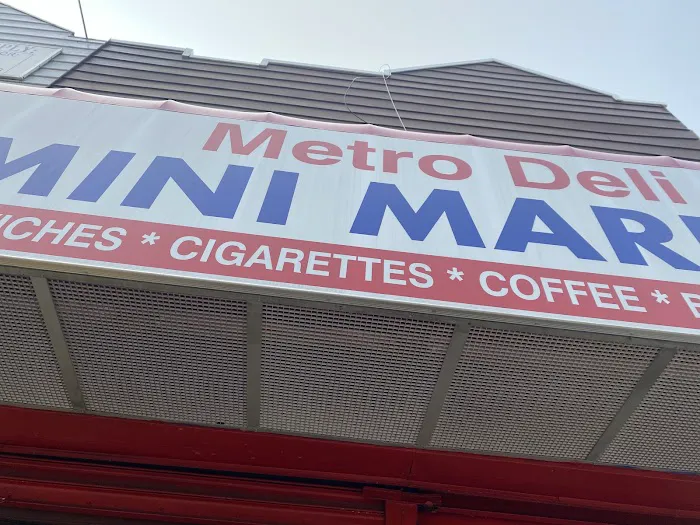 Metro Deli
MINI MAR
ICHES * CIGARETTES * COFFEE *